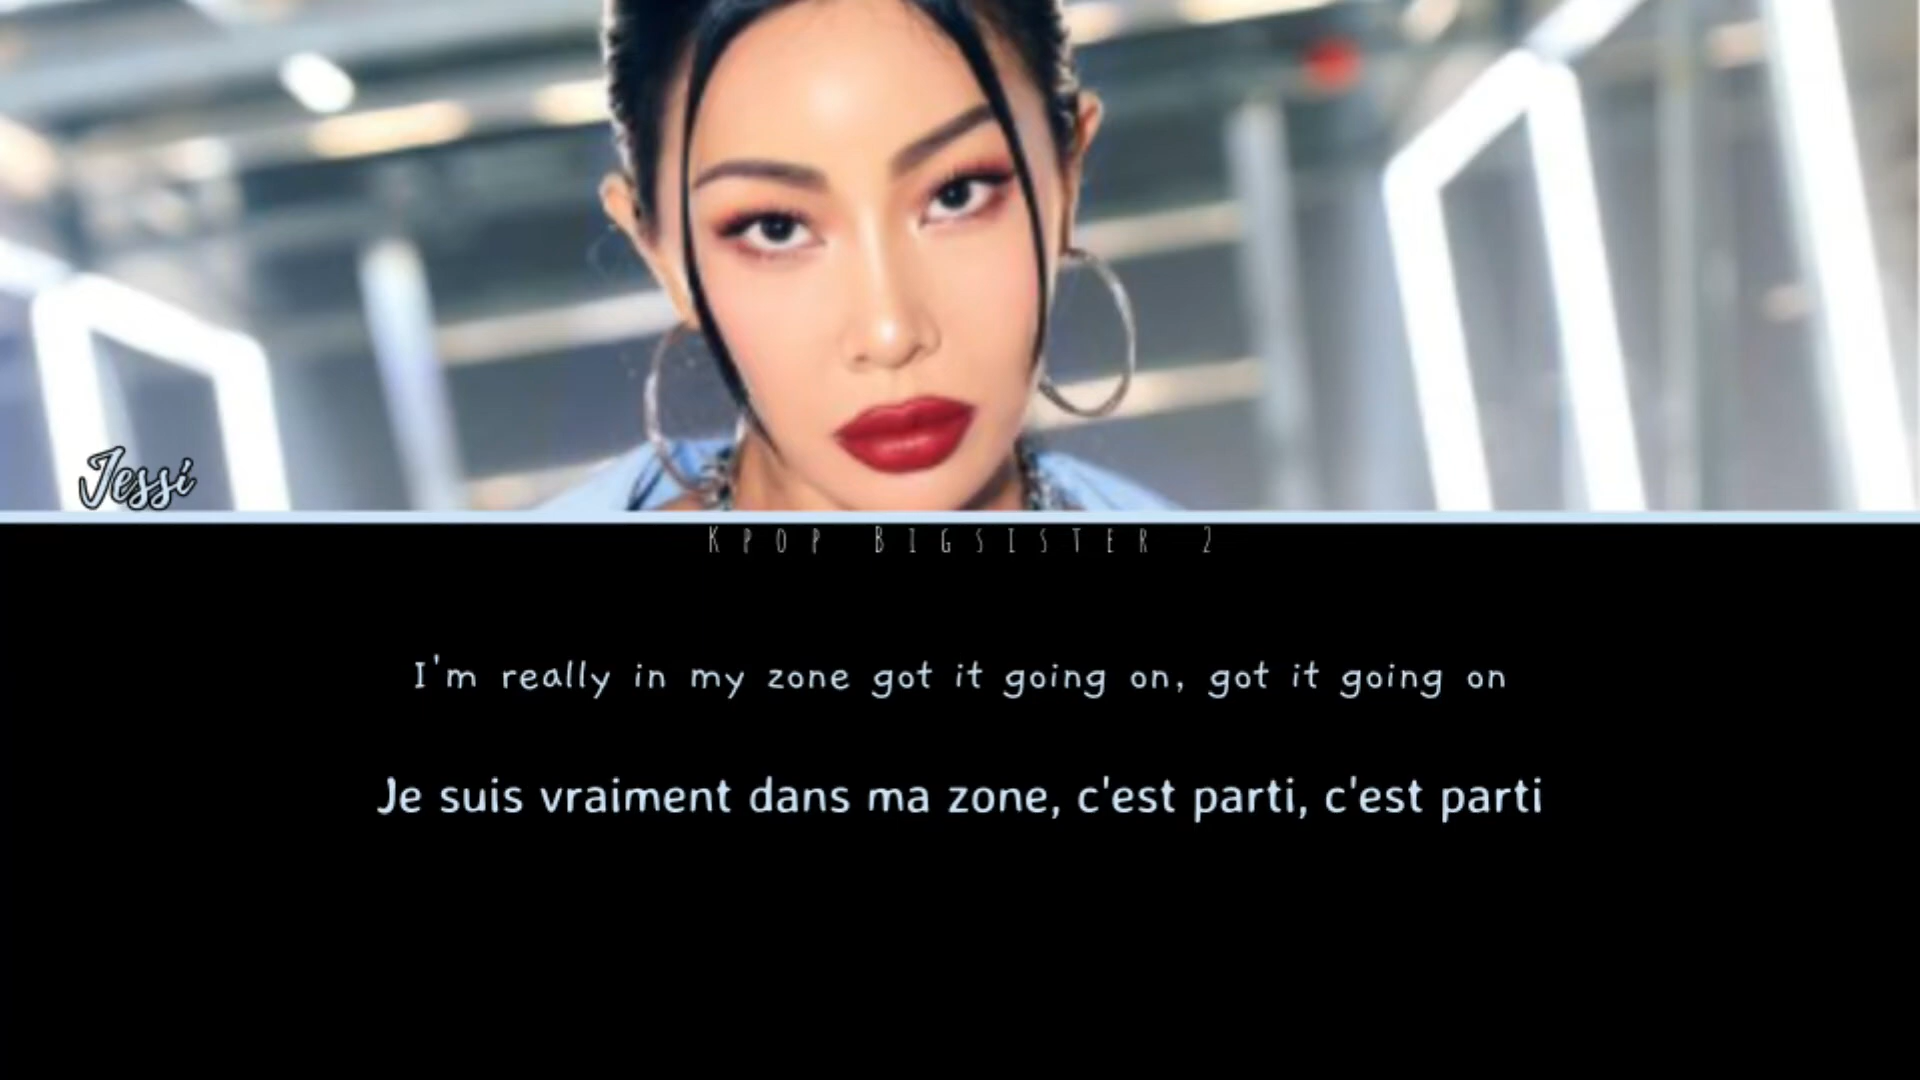 Jessi
Kpop Bigsister 2
I'm really in my zone got it going on, got it going on
Je suis vraiment dans ma zone, c'est parti, c'est parti